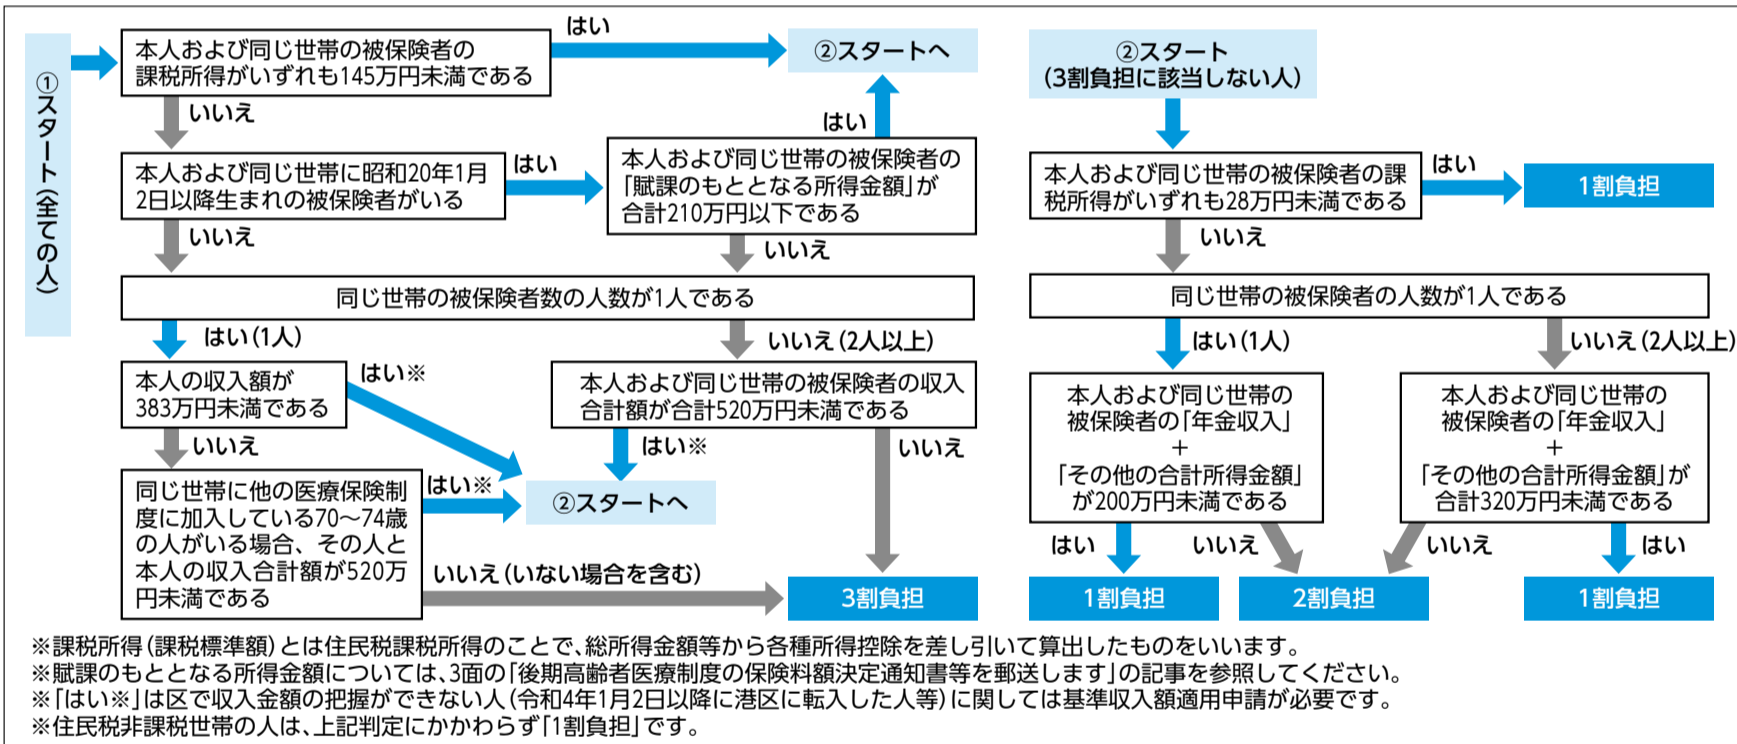 ①スタート(全ての人)
本人および同じ世帯の被保険者の
課税所得がいずれも145万円未満である
はい
②スタートへ
いいえ
本人および同じ世帯に昭和20年1月
2日以降生まれの被保険者がいる
はい
本人および同じ世帯の被保険者の
「賦課のもととなる所得金額」が
合計210万円以下である
はい
いいえ
いいえ
同じ世帯の被保険者数の人数が1人である
はい(1人)
いいえ(2人以上)
本人の収入額が
383万円未満である
はい※
いいえ
本人および同じ世帯の被保険者の収入
合計額が合計520万円未満である
はい※
いいえ
同じ世帯に他の医療保険制
度に加入している70〜74歳
の人がいる場合、その人と
本人の収入合計額が520万
円未満である
はい※
②スタートへ
いいえ(いない場合を含む)
3割負担
②スタート
(3割負担に該当しない人)
本人および同じ世帯の被保険者の課
税所得がいずれも28万円未満である
はい
1割負担
いいえ
同じ世帯の被保険者の人数が1人である
はい(1人)
いいえ(2人以上)
本人および同じ世帯の
被保険者の「年金収入」
+
「その他の合計所得金額」
が200万円未満である
はい
いいえ
本人および同じ世帯の
被保険者の「年金収入」
+
「その他の合計所得金額」が
合計320万円未満である
いいえ
はい
1割負担
2割負担
1割負担
※課税所得(課税標準額)とは住民税課税所得のことで、総所得金額等から各種所得控除を差し引いて算出したものをいいます。
※賦課のもととなる所得金額については、3面の「後期高齢者医療制度の保険料額決定通知書等を郵送します」の記事を参照してください。
※「はい※」は区で収入金額の把握ができない人(令和4年1月2日以降に港区に転入した人等)に関しては基準収入額適用申請が必要です。
※住民税非課税世帯の人は、上記判定にかかわらず「1割負担」です。